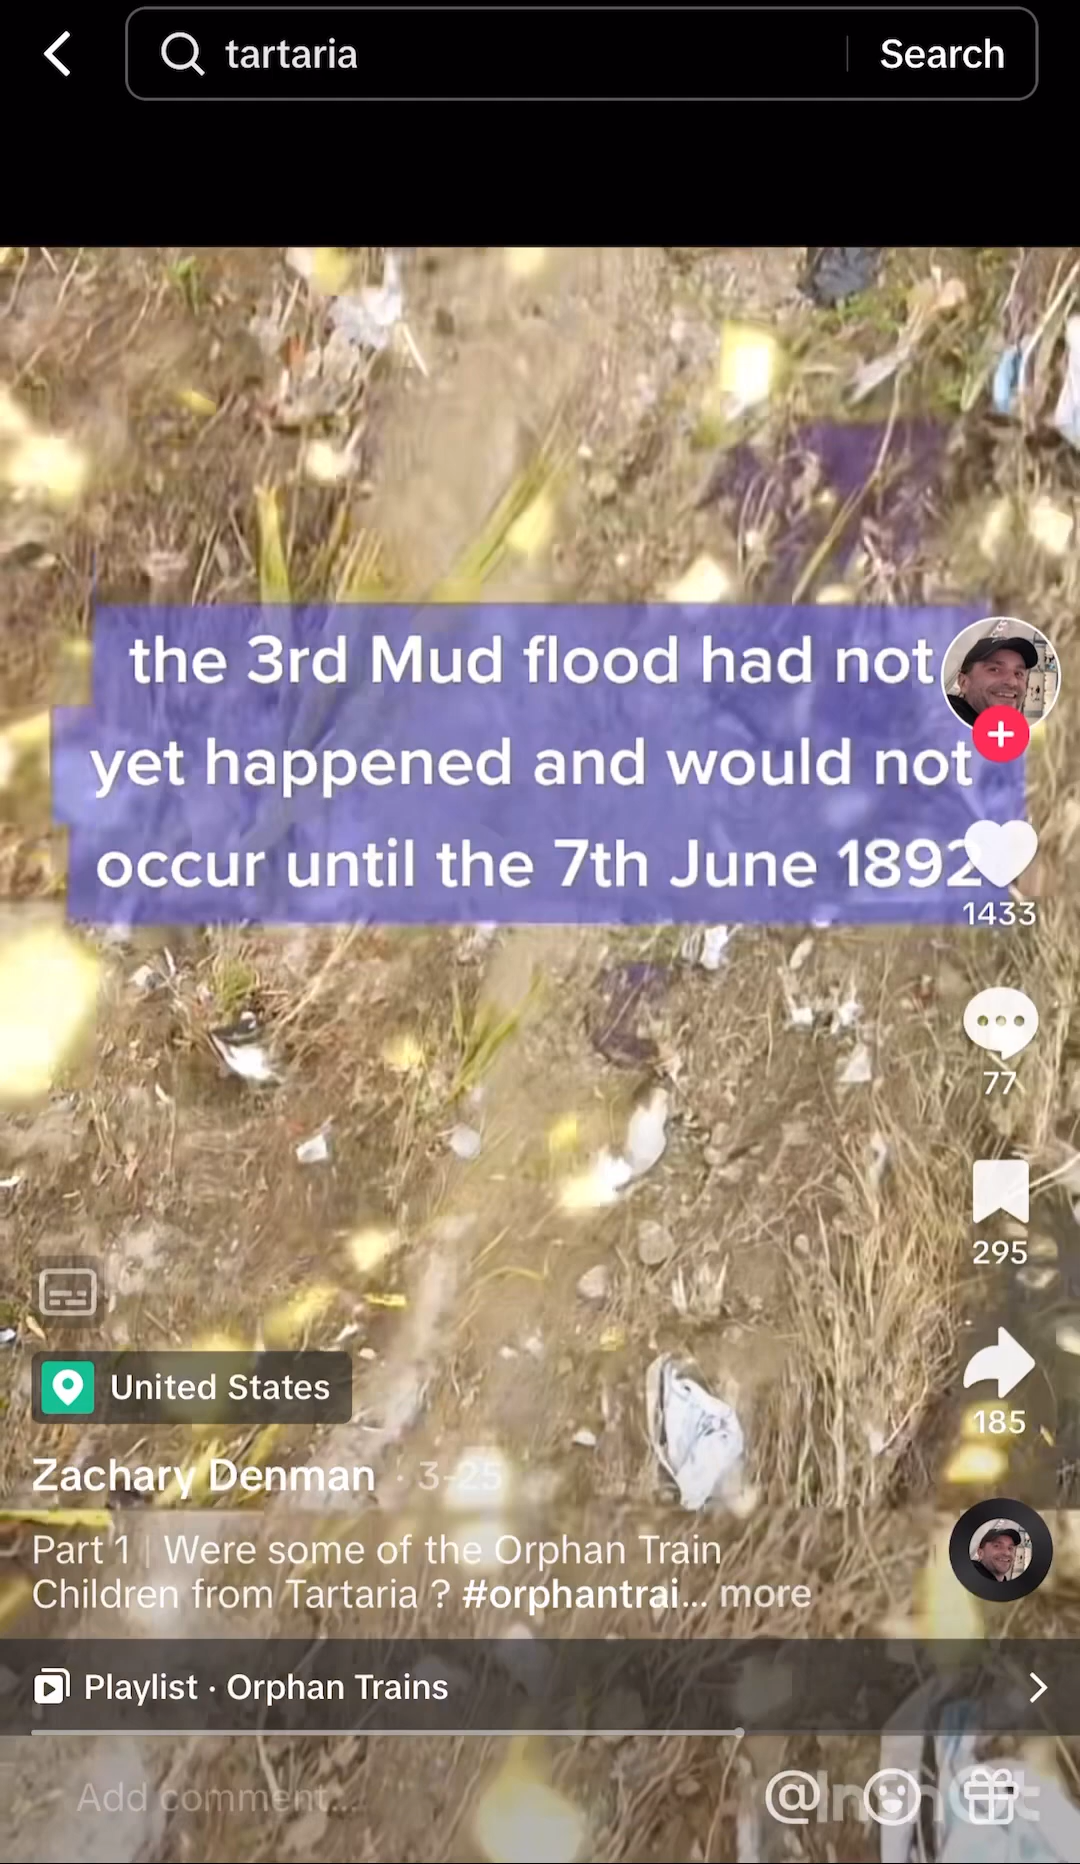 tartaria
Search
the 3rd Mud flood had not
yet happened and would not
occur until the 7th June 1892
1433
77
295
185
United States
Zachary Denman · 3-25
Part 1 | Were some of the Orphan Train
Children from Tartaria ? #orphantrai... more
Playlist · Orphan Trains
Add comment...